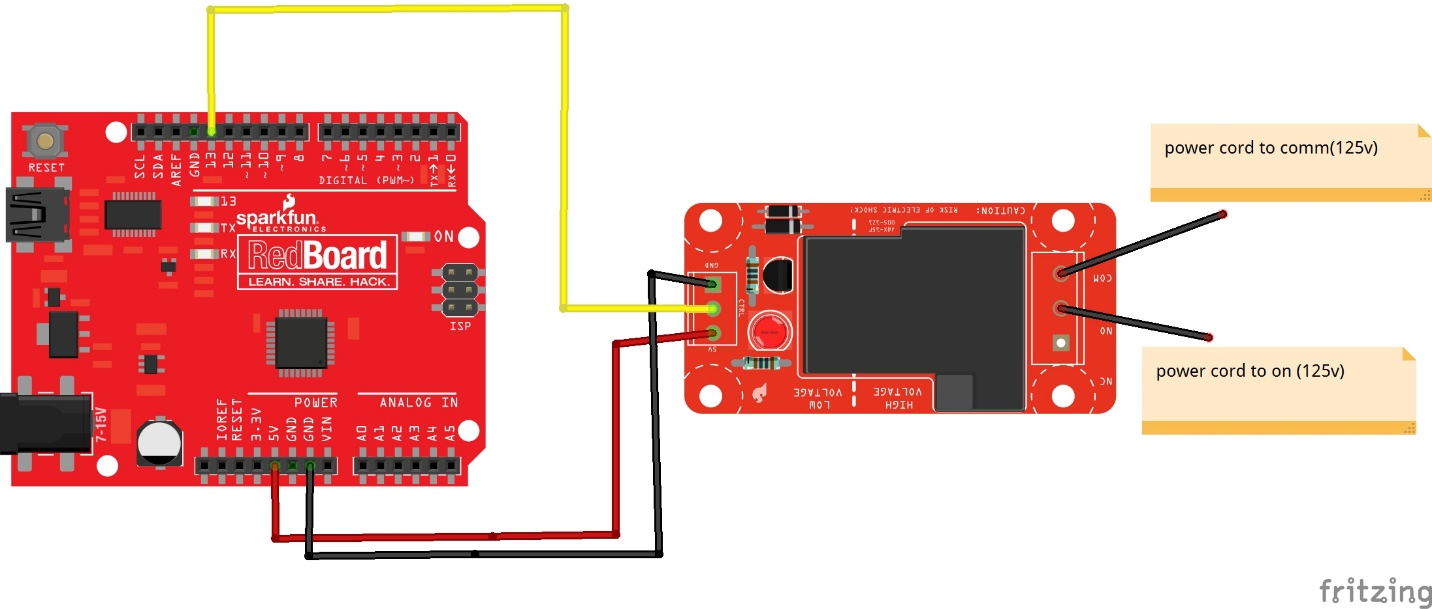 RESET
SCL
SDA
AREF
GND
13
12
~11
~10
~9
8
7
~6
~5
4
~3
2
TX→1
RX←0
DIGITAL (PWM~)
13
TX
RX
sparkfun
ELECTRONICS
RedBoard
LEARN. SHARE. HACK.
ON
ISP
7-15V
POWER
ANALOG IN
IOREF
RESET
3.3V
5V
GND
GND
VIN
A0
A1
A2
A3
A4
A5
CAUTION: RISK OF ELECTRIC SHOCK!
GND
CTRL
5V
LOW
VOLTAGE
HIGH
VOLTAGE
COM
NO
NC
power cord to comm(125v)
power cord to on (125v)
fritzing